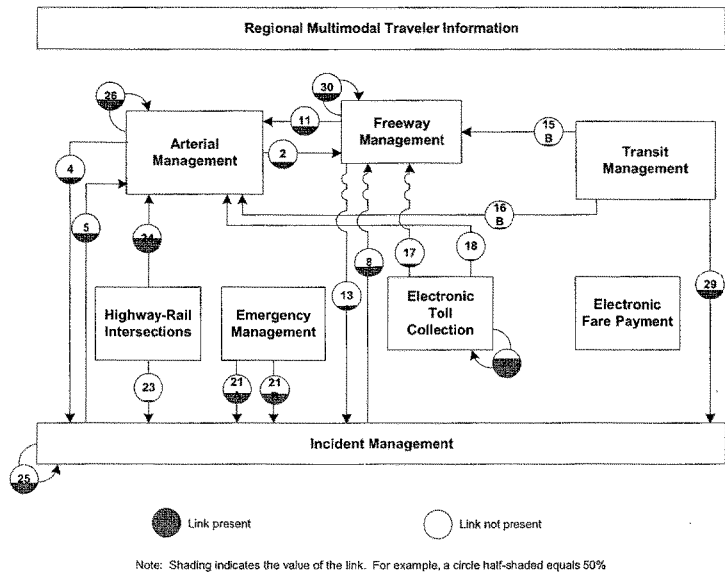 Regional Multimodal Traveler Information
26
30
11
Arterial
Management
Freeway
Management
15
B
Transit
Management
2
4
5
16
B
24
17
18
8
13
29
Highway-Rail
Intersections
Emergency
Management
Electronic
Toll
Collection
Electronic
Fare Payment
23
21
21
Incident Management
25
Link present
Link not present
Note: Shading indicates the value of the link. For example, a circle half-shaded equals 50%